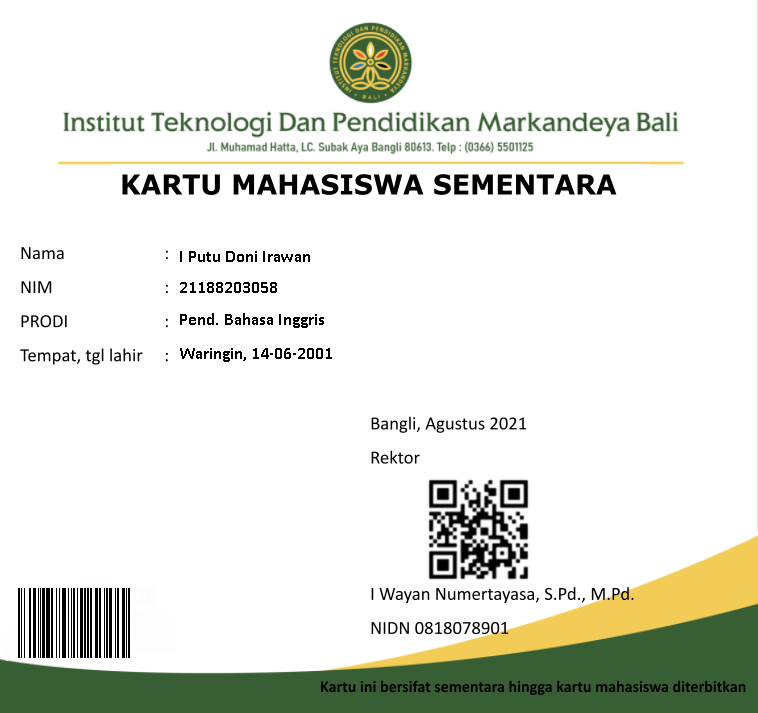 INSTITUT TEKNOLOGI DAN PENDIDIKAN MARKANDEYA
BALI
Institut Teknologi Dan Pendidikan Markandeya Bali
Jl. Muhamad Hatta, LC. Subak Aya Bangli 80613. Telp : (0366) 5501125
KARTU MAHASISWA SEMENTARA
Nama : I Putu Doni Irawan
NIM : 21188203058
PRODI : Pend. Bahasa Inggris
Tempat, tgl lahir : Waringin, 14-06-2001
Bangli, Agustus 2021
Rektor
I Wayan Numertayasa, S.Pd., M.Pd.
NIDN 0818078901
Kartu ini bersifat sementara hingga kartu mahasiswa diterbitkan